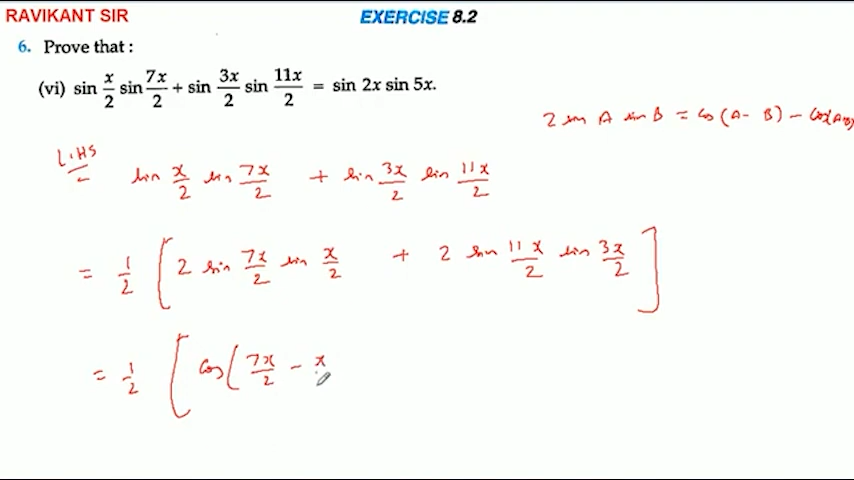 RAVIKANT SIR
EXERCISE 8.2
6. Prove that :
(vi) sin x/2 sin 7x/2 + sin 3x/2 sin 11x/2 = sin 2x sin 5x.
2 sin A sin B = cos (A - B) - cos(A+B)
L.H.S
sin x/2 sin 7x/2 + sin 3x/2 sin 11x/2
= 1/2 [ 2 sin 7x/2 sin x/2 + 2 sin 11x/2 sin 3x/2 ]
= 1/2 [ cos( 7x/2 - x